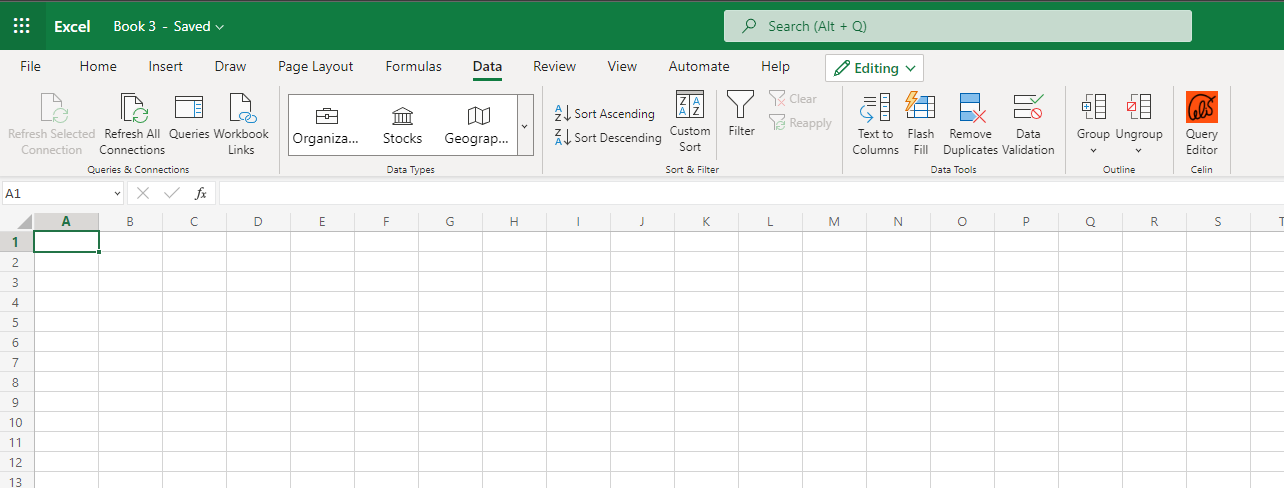 Excel Book 3 - Saved Search (Alt + Q)
File Home Insert Draw Page Layout Formulas Data Review View Automate Help Editing
Refresh Selected Connection
Refresh All Connections
Queries
Workbook Links
Queries & Connections
Organiza... Stocks Geograp...
Data Types
Sort Ascending
Sort Descending
Custom Sort
Filter
Clear
Reapply
Sort & Filter
Text to Columns
Flash Fill
Remove Duplicates
Data Validation
Data Tools
Group
Ungroup
Outline
Query Editor
Celin
A1 fx
A B C D E F G H I J K L M N O P Q R S T
1
2
3
4
5
6
7
8
9
10
11
12
13